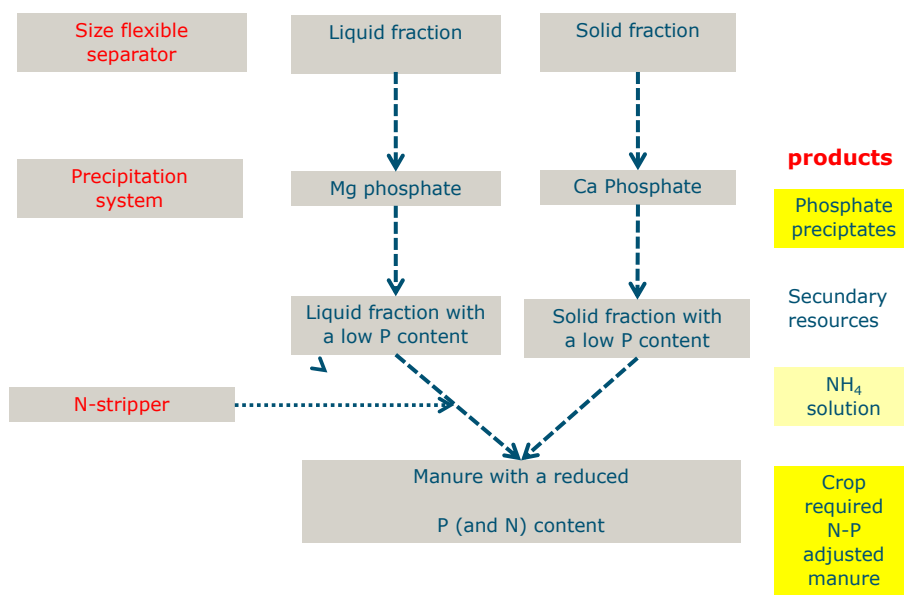 Size flexible
separator
Liquid fraction
Solid fraction
Precipitation
system
Mg phosphate
Ca Phosphate
products
Phosphate
preciptates
Liquid fraction with
a low P content
Solid fraction with
a low P content
Secundary
resources
N-stripper
NH₄
solution
Manure with a reduced
P (and N) content
Crop
required
N-P
adjusted
manure